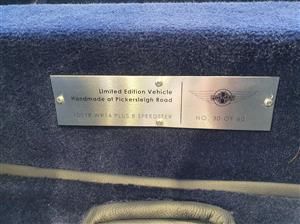 Limited Edition Vehicle
Handmade at Pickersleigh Road
PLUS 8 SPEEDSTER
NO. 30 OF 60